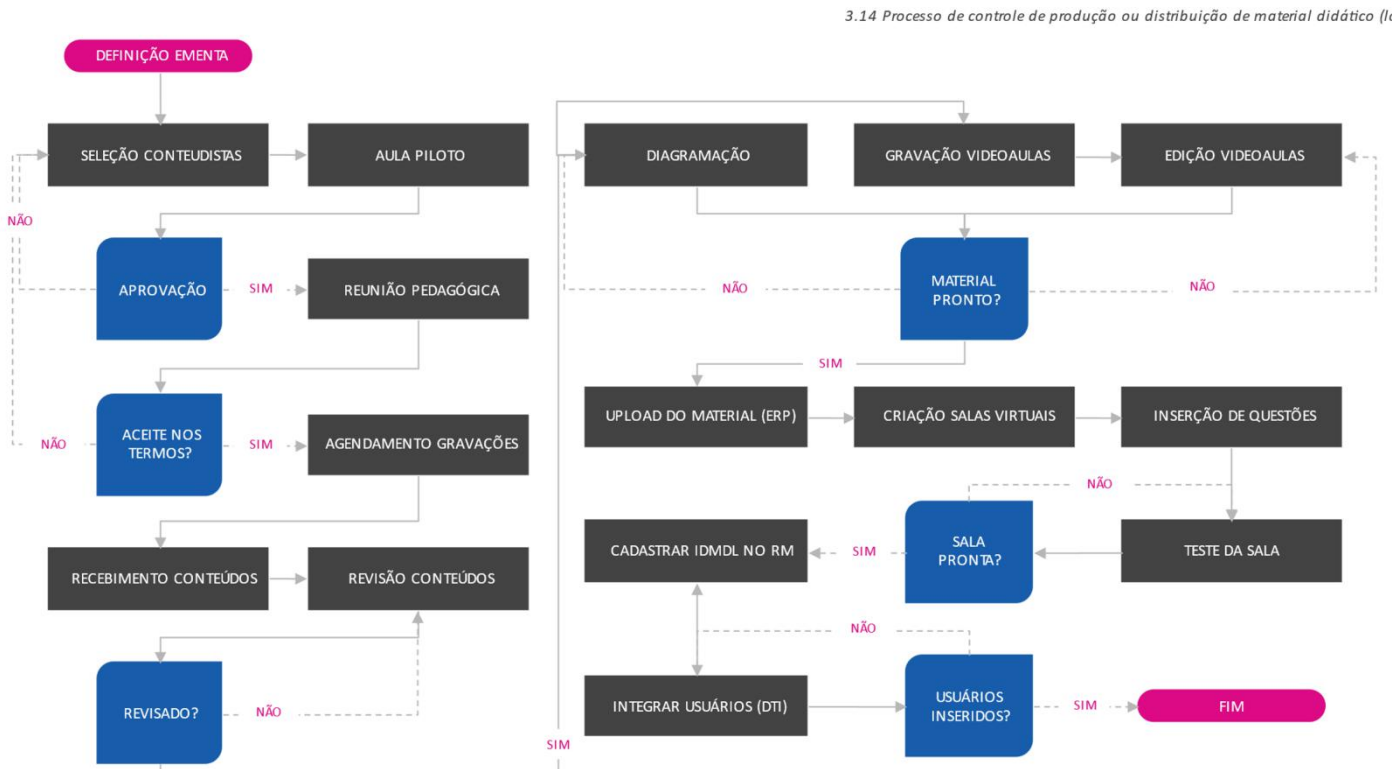 3.14 Processo de controle de produção ou distribuição de material didático
DEFINIÇÃO EMENTA
SELEÇÃO CONTEUDISTAS
AULA PILOTO
NÃO
APROVAÇÃO
SIM
REUNIÃO PEDAGÓGICA
NÃO
ACEITE NOS
TERMOS?
SIM
AGENDAMENTO GRAVAÇÕES
RECEBIMENTO CONTEÚDOS
REVISÃO CONTEÚDOS
REVISADO?
NÃO
SIM
DIAGRAMAÇÃO
GRAVAÇÃO VIDEOAULAS
EDIÇÃO VIDEOAULAS
NÃO
MATERIAL
PRONTO?
NÃO
SIM
UPLOAD DO MATERIAL (ERP)
CRIAÇÃO SALAS VIRTUAIS
INSERÇÃO DE QUESTÕES
NÃO
CADASTRAR IDMDL NO RM
SIM
SALA
PRONTA?
TESTE DA SALA
NÃO
INTEGRAR USUÁRIOS (DTI)
USUÁRIOS
INSERIDOS?
SIM
FIM